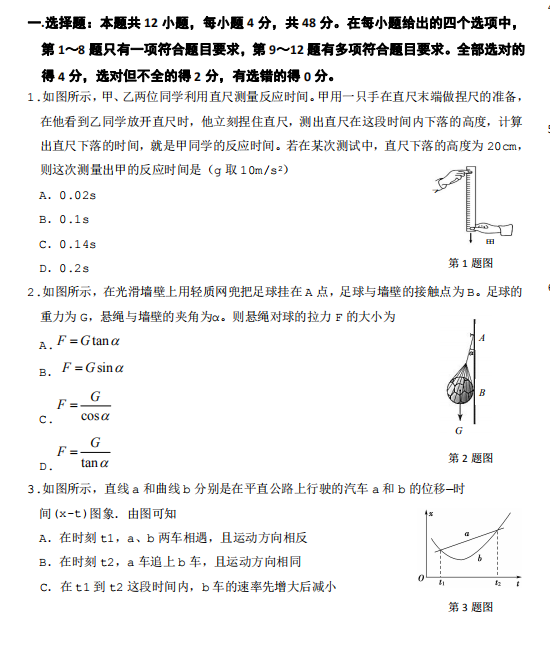 一.选择题：本题共 12 小题，每小题 4 分，共 48 分。在每小题给出的四个选项中，
第 1～8 题只有一项符合题目要求，第 9～12 题有多项符合题目要求。全部选对的
得 4 分，选对但不全的得 2 分，有选错的得 0 分。
1.如图所示，甲、乙两位同学利用直尺测量反应时间。甲用一只手在直尺末端做捏尺的准备，
在他看到乙同学放开直尺时，他立刻捏住直尺，测出直尺在这段时间内下落的高度，计算
出直尺下落的时间，就是甲同学的反应时间。若在某次测试中，直尺下落的高度为 20cm，
则这次测量出甲的反应时间是（g 取 10m/s²）
A. 0.02s
B. 0.1s
C. 0.14s
D. 0.2s
甲
第 1 题图
2.如图所示，在光滑墙壁上用轻质网兜把足球挂在 A 点，足球与墙壁的接触点为 B。足球的
重力为 G，悬绳与墙壁的夹角为α。则悬绳对球的拉力 F 的大小为
A. F = G tan α
B. F = G sin α
C. F = G / cos α
D. F = G / tan α
A
α
B
G
第 2 题图
3.如图所示，直线 a 和曲线 b 分别是在平直公路上行驶的汽车 a 和 b 的位移—时
间(x-t)图象. 由图可知
A. 在时刻 t1，a、b 两车相遇，且运动方向相反
B. 在时刻 t2，a 车追上 b 车，且运动方向相同
C. 在 t1 到 t2 这段时间内，b 车的速率先增大后减小
x
a
b
O
t₁
t₂
t
第 3 题图